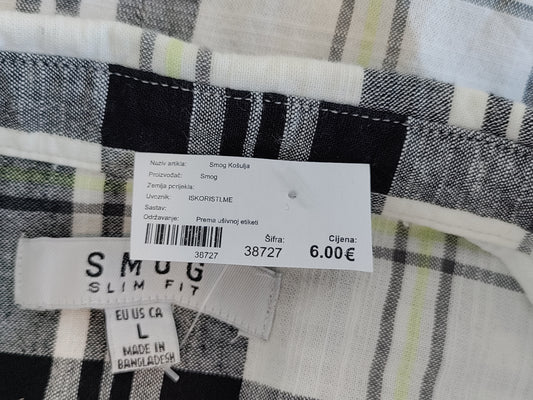 Naziv artikla: Smog Košulja
Proizvođač: Smog
Zemlja porijekla:
Uvoznik: ISKORISTI.ME
Sastav:
Održavanje: Prema ušivnoj etiketi
Šifra: Cijena:
38727 38727 6.00€
SMOG
SLIM FIT
EU US CA
L
MADE IN
BANGLADESH